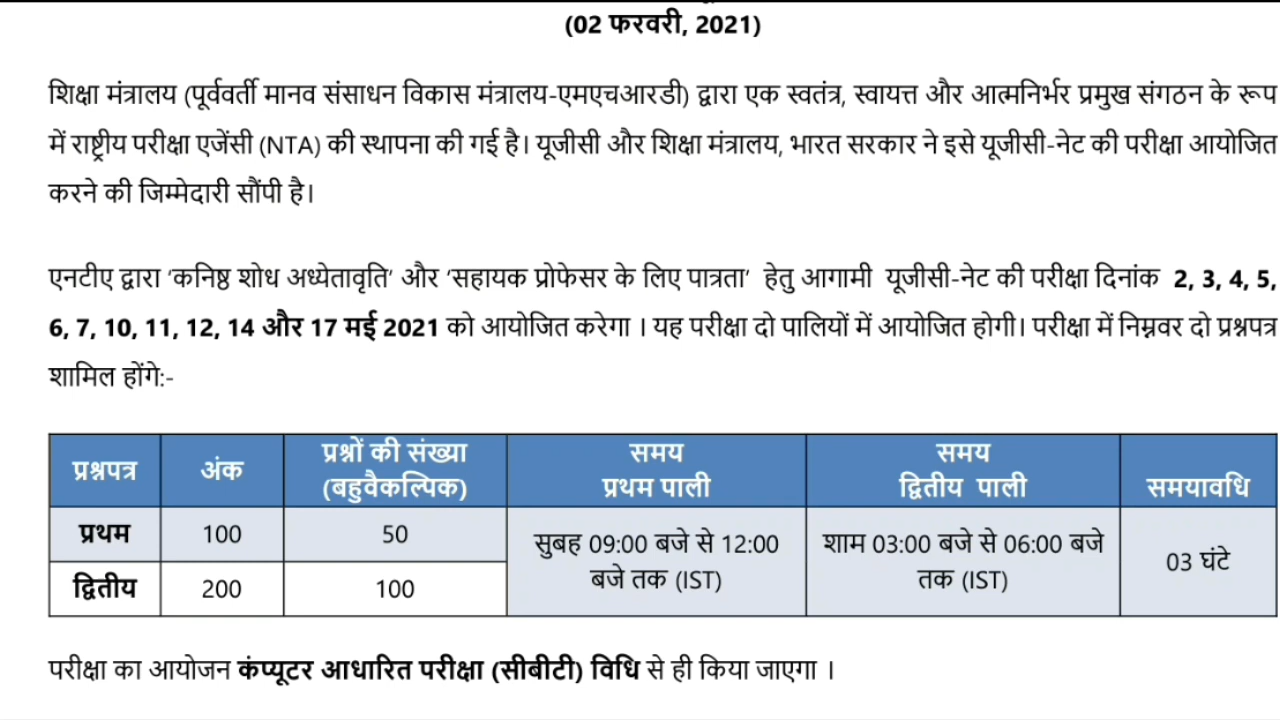 (02 फरवरी, 2021)
शिक्षा मंत्रालय (पूर्ववर्ती मानव संसाधन विकास मंत्रालय-एमएचआरडी) द्वारा एक स्वतंत्र, स्वायत्त और आत्मनिर्भर प्रमुख संगठन के रूप
में राष्ट्रीय परीक्षा एजेंसी (NTA) की स्थापना की गई है। यूजीसी और शिक्षा मंत्रालय, भारत सरकार ने इसे यूजीसी-नेट की परीक्षा आयोजित
करने की जिम्मेदारी सौंपी है।
एनटीए द्वारा ‘कनिष्ठ शोध अध्येतावृति’ और ‘सहायक प्रोफेसर के लिए पात्रता’ हेतु आगामी यूजीसी-नेट की परीक्षा दिनांक 2, 3, 4, 5,
6, 7, 10, 11, 12, 14 और 17 मई 2021 को आयोजित करेगा । यह परीक्षा दो पालियों में आयोजित होगी। परीक्षा में निम्नवर दो प्रश्नपत्र
शामिल होंगे:-
प्रश्नपत्र अंक प्रश्नों की संख्या (बहुवैकल्पिक) समय प्रथम पाली समय द्वितीय पाली समयावधि
प्रथम 100 50 सुबह 09:00 बजे से 12:00 बजे तक (IST) शाम 03:00 बजे से 06:00 बजे तक (IST) 03 घंटे
द्वितीय 200 100
परीक्षा का आयोजन कंप्यूटर आधारित परीक्षा (सीबीटी) विधि से ही किया जाएगा ।